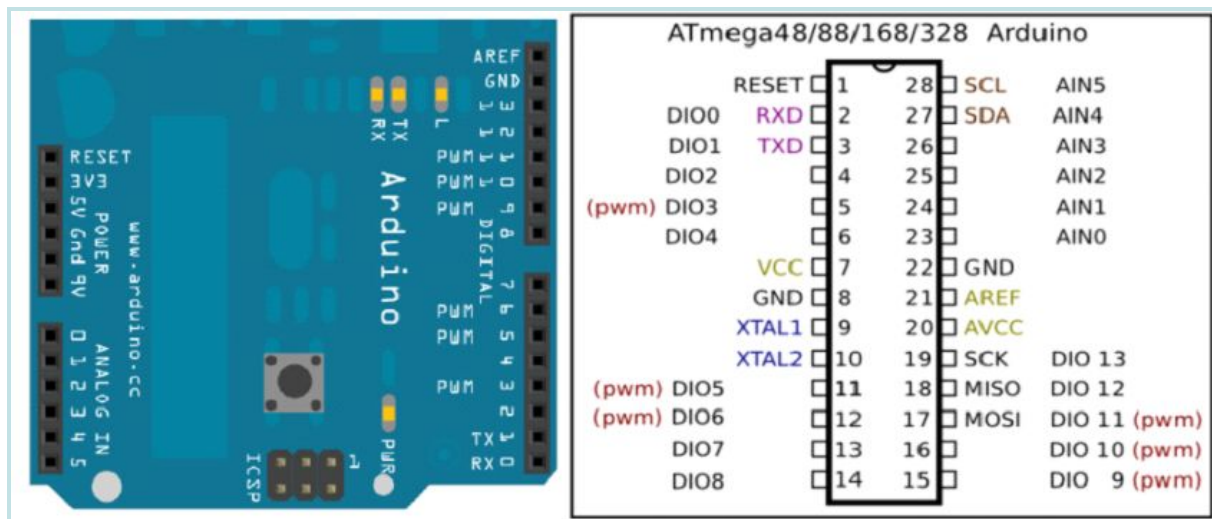 AREF
GND
13
12
PWM 11
PWM 10
PWM 9
8
DIGITAL
7
PWM 6
PWM 5
4
PWM 3
2
TX 1
RX 0
RX
TX
L
Arduino
PWR
1
ICSP
www.arduino.cc
RESET
3V3
5V
Gnd
9V
POWER
ANALOG IN
0
1
2
3
4
5
ATmega48/88/168/328 Arduino
RESET 1 28 SCL AIN5
DIO0 RXD 2 27 SDA AIN4
DIO1 TXD 3 26 AIN3
DIO2 4 25 AIN2
(pwm) DIO3 5 24 AIN1
DIO4 6 23 AIN0
VCC 7 22 GND
GND 8 21 AREF
XTAL1 9 20 AVCC
XTAL2 10 19 SCK DIO 13
(pwm) DIO5 11 18 MISO DIO 12
(pwm) DIO6 12 17 MOSI DIO 11 (pwm)
DIO7 13 16 DIO 10 (pwm)
DIO8 14 15 DIO 9 (pwm)